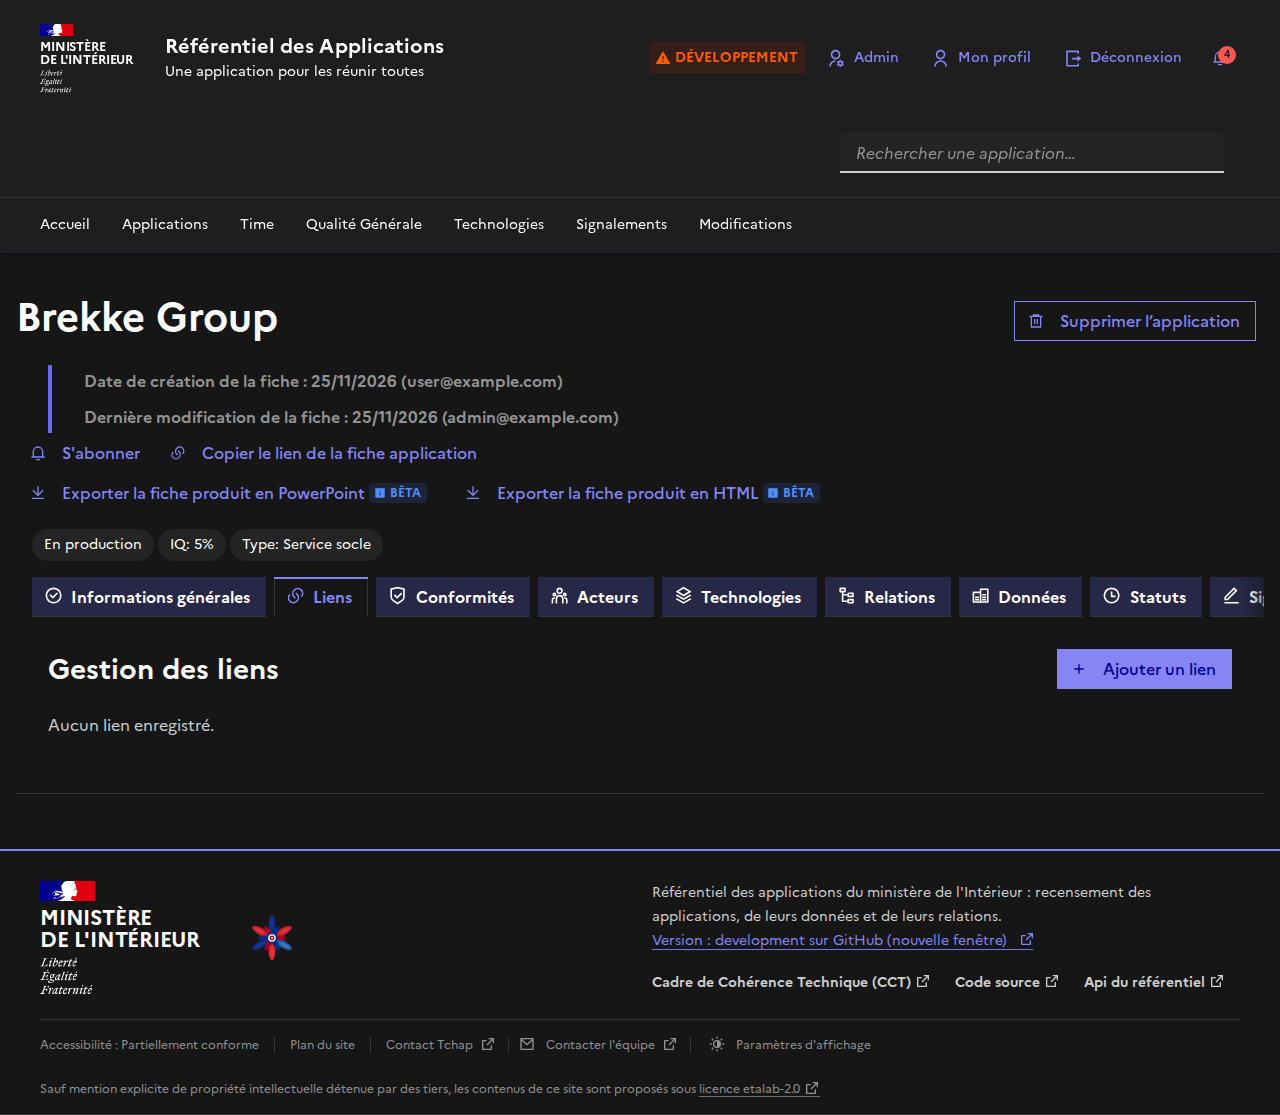 MINISTÈRE
DE L'INTÉRIEUR
Liberté
Égalité
Fraternité
Référentiel des Applications
Une application pour les réunir toutes
DÉVELOPPEMENT
Admin
Mon profil
Déconnexion
4
Rechercher une application…
Accueil
Applications
Time
Qualité Générale
Technologies
Signalements
Modifications
Brekke Group
Supprimer l’application
Date de création de la fiche : 25/11/2026 (user@example.com)
Dernière modification de la fiche : 25/11/2026 (admin@example.com)
S'abonner
Copier le lien de la fiche application
Exporter la fiche produit en PowerPoint
BÊTA
Exporter la fiche produit en HTML
BÊTA
En production
IQ: 5%
Type: Service socle
Informations générales
Liens
Conformités
Acteurs
Technologies
Relations
Données
Statuts
Gestion des liens
Ajouter un lien
Aucun lien enregistré.
MINISTÈRE
DE L'INTÉRIEUR
Liberté
Égalité
Fraternité
Référentiel des applications du ministère de l'Intérieur : recensement des
applications, de leurs données et de leurs relations.
Version : development sur GitHub (nouvelle fenêtre)
Cadre de Cohérence Technique (CCT)
Code source
Api du référentiel
Accessibilité : Partiellement conforme
Plan du site
Contact Tchap
Contacter l'équipe
Paramètres d'affichage
Sauf mention explicite de propriété intellectuelle détenue par des tiers, les contenus de ce site sont proposés sous licence etalab-2.0